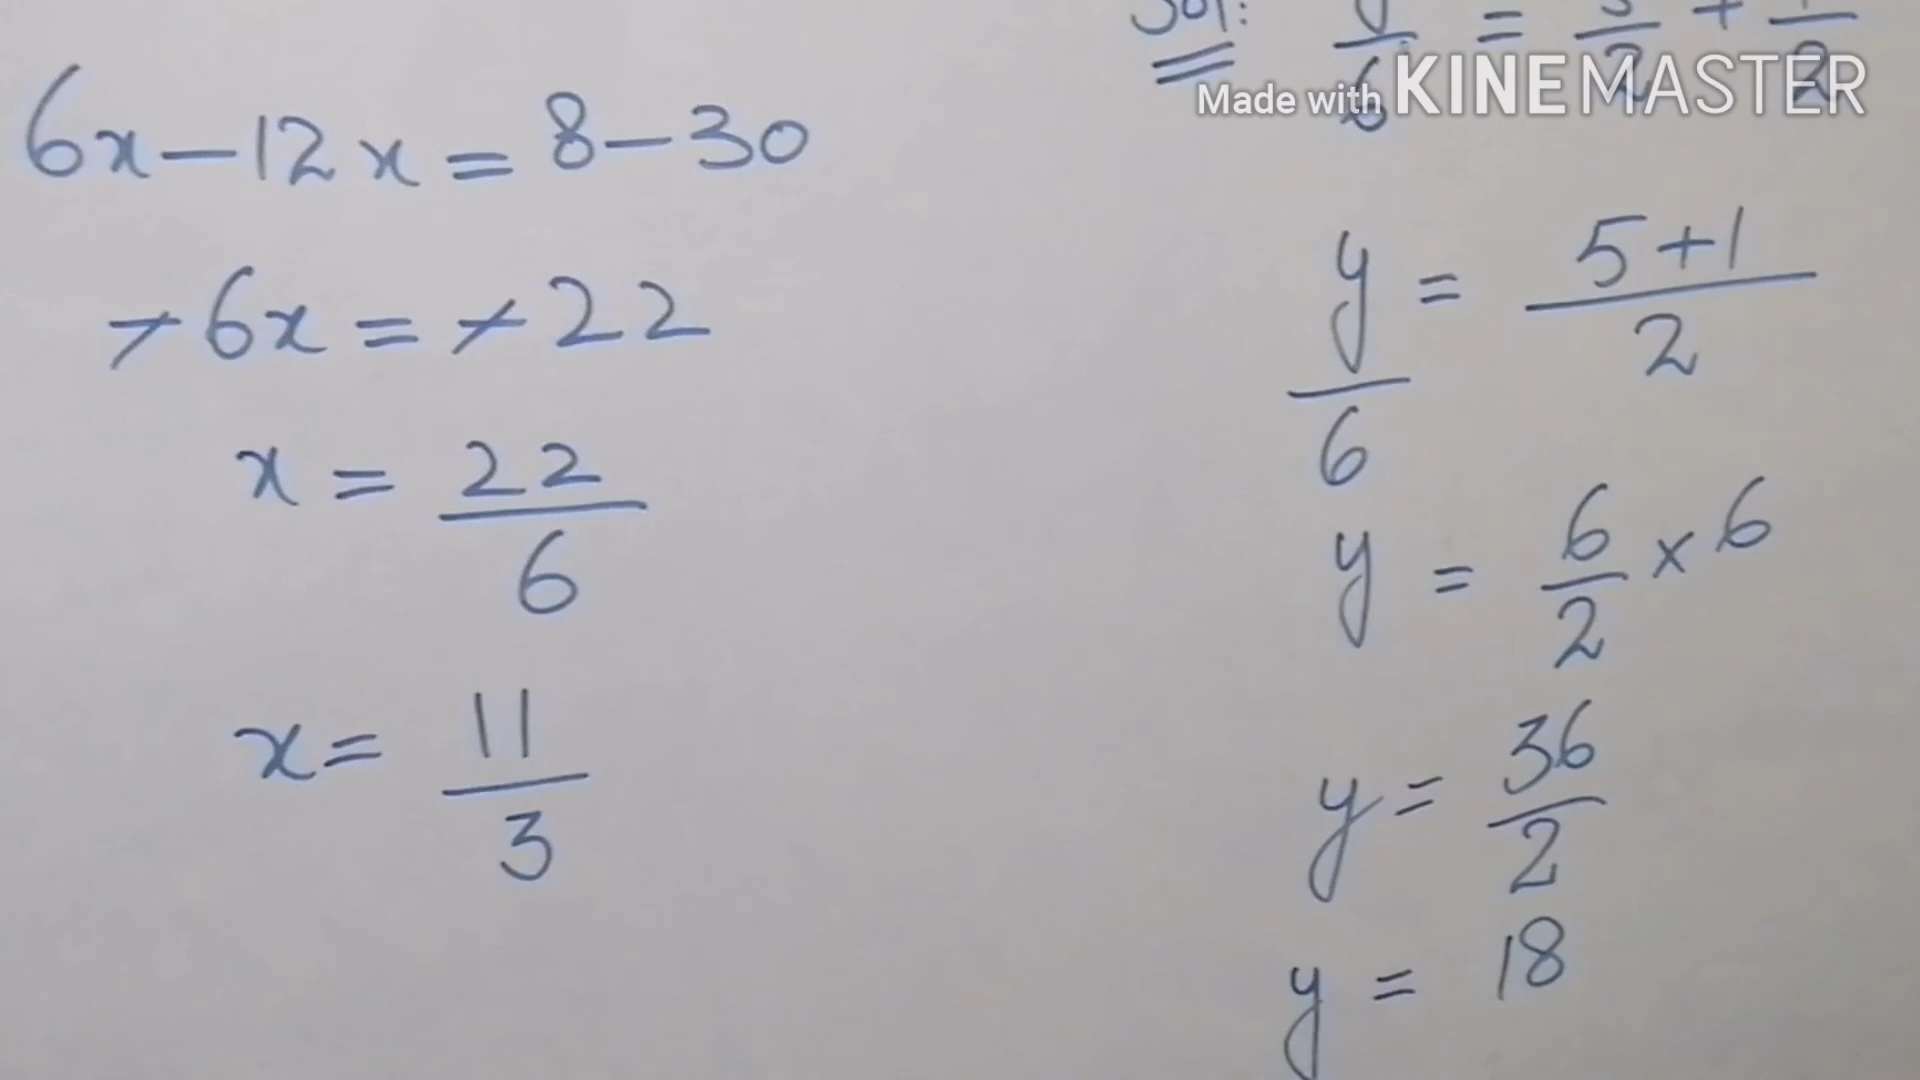 6x-12x=8-30
-6x=-22
x=22/6
x=11/3
Sol:
Made with KINEMASTER
y/6=5+1/2
y=6/2×6
y=36/2
y=18